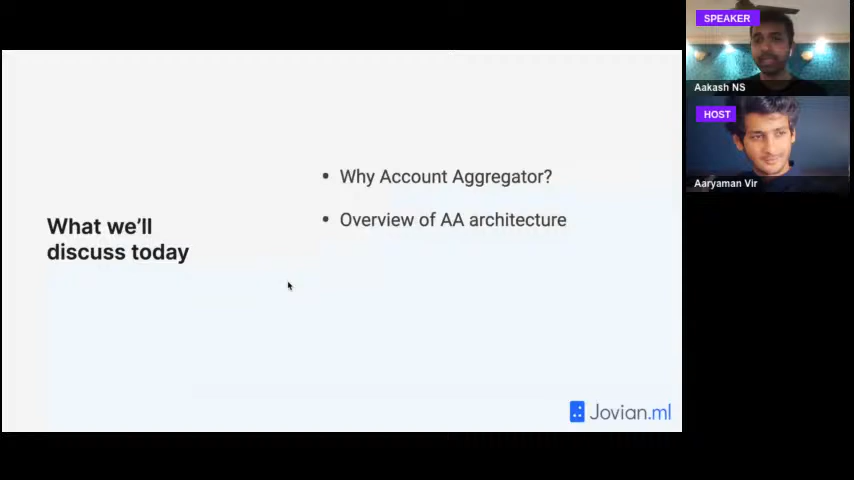 SPEAKER
Aakash NS
HOST
Aaryaman Vir
What we'll
discuss today
• Why Account Aggregator?
• Overview of AA architecture
Jovian.ml